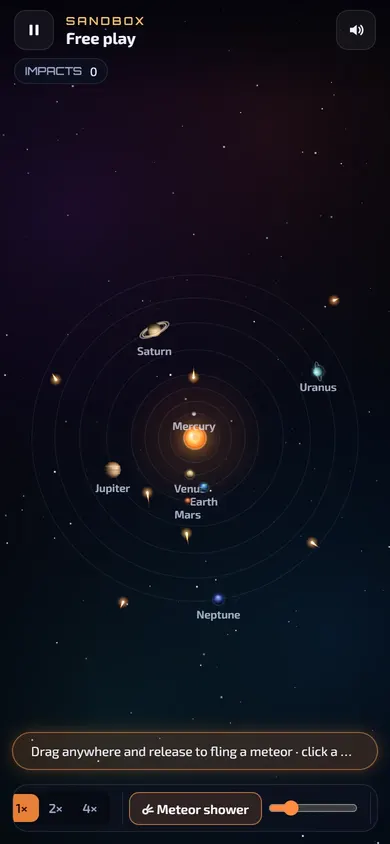 SANDBOX
Free play
IMPACTS 0
Saturn
Uranus
Mercury
Jupiter
Venus
Earth
Mars
Neptune
Drag anywhere and release to fling a meteor · click a …
1× 2× 4× Meteor shower